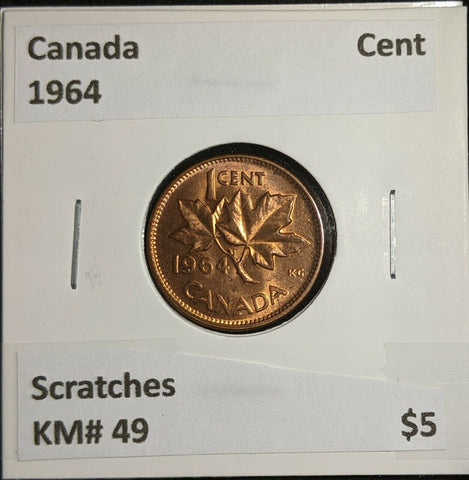 Canada Cent
1964
1 CENT
1964 KG
CANADA
Scratches
KM# 49 $5